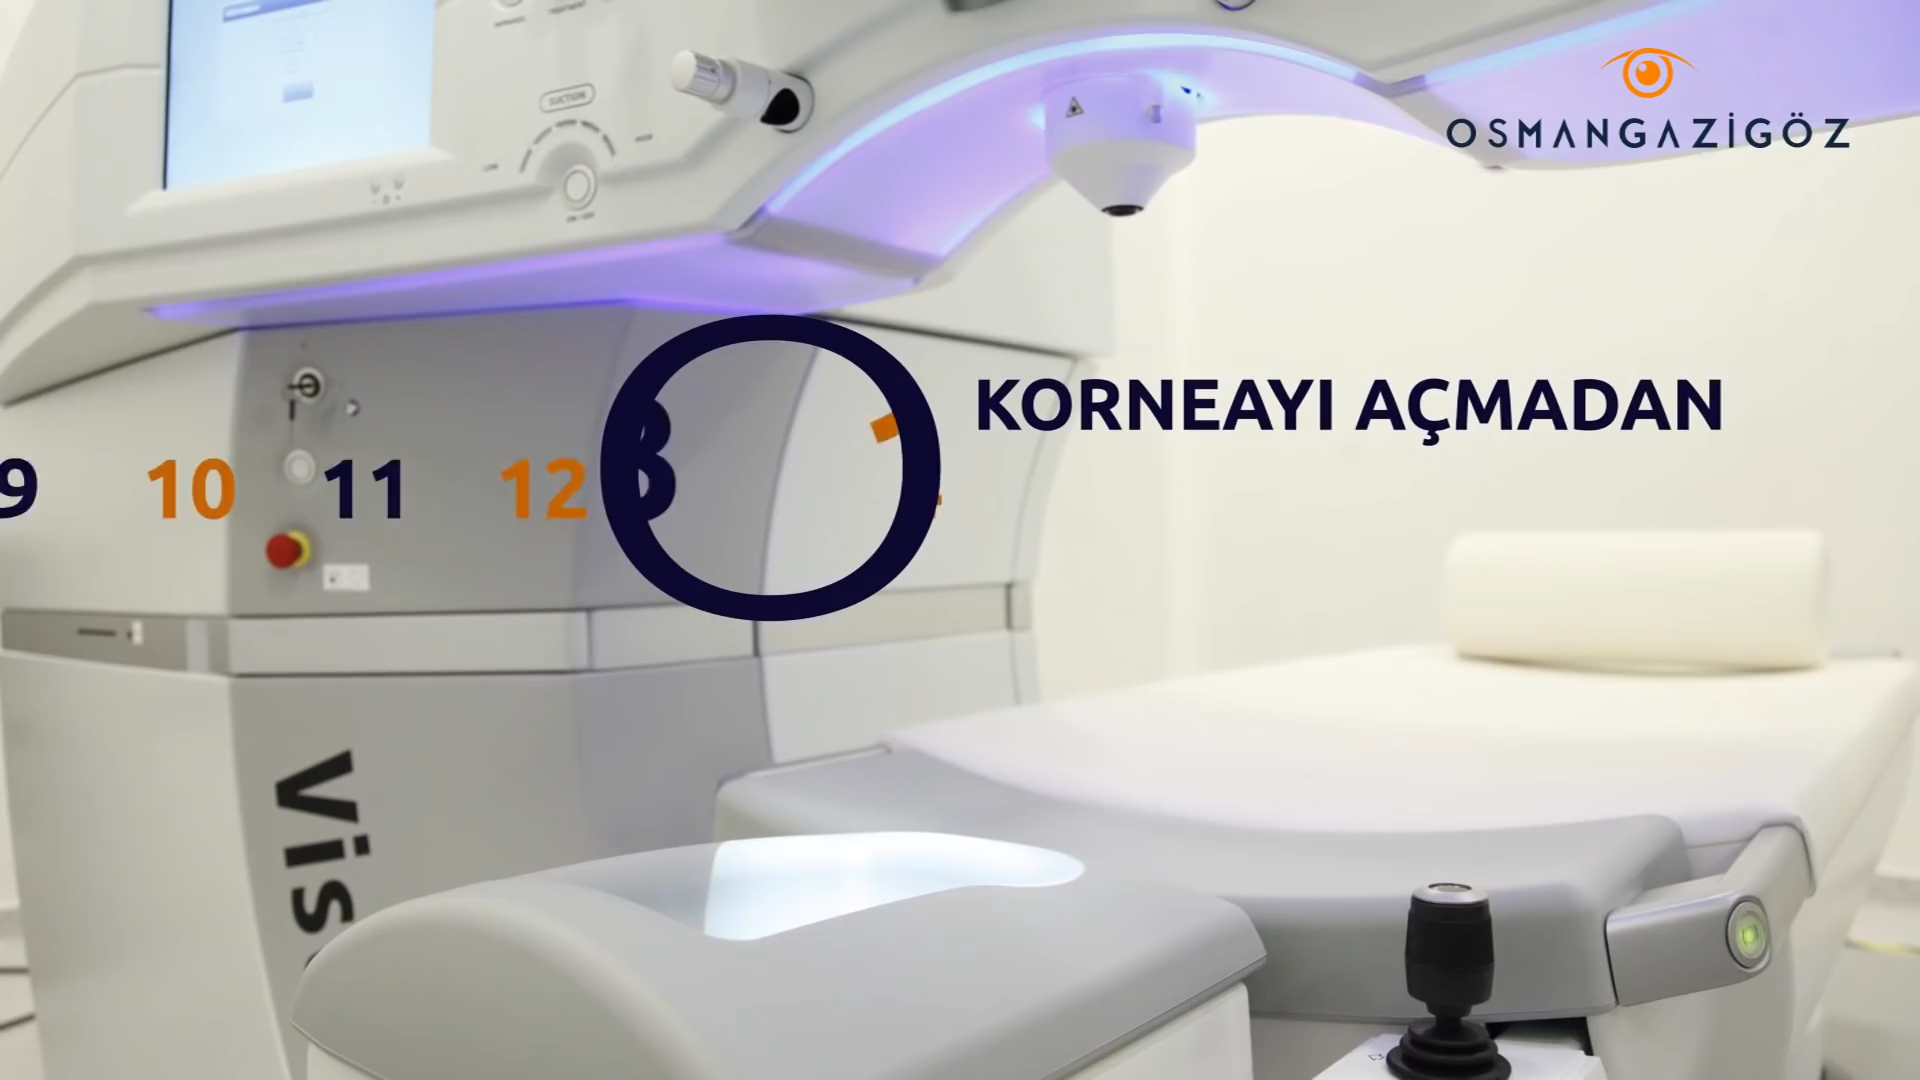 SUCTION
OSMANGAZİGÖZ
KORNEAYI AÇMADAN
9 10 11 12
Vis